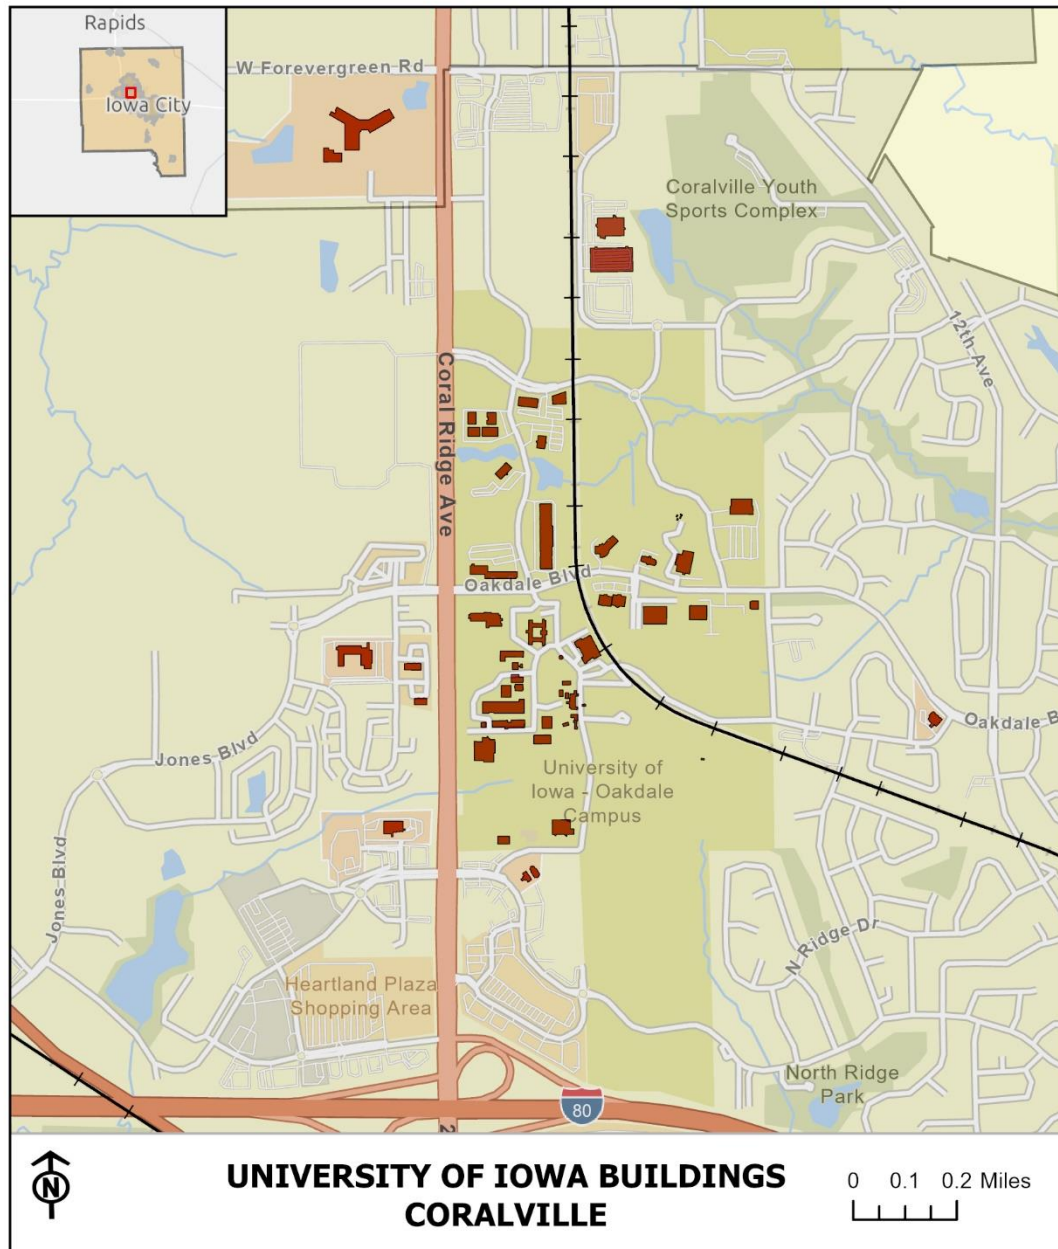 Rapids
Iowa City
W Forevergreen Rd
Coralville Youth
Sports Complex
12th Ave
Coral Ridge Ave
Oakdale Blvd
Oakdale B
Jones Blvd
University of
Iowa - Oakdale
Campus
Jones Blvd
N Ridge Dr
Heartland Plaza
Shopping Area
North Ridge
Park
80
2
N
UNIVERSITY OF IOWA BUILDINGS
CORALVILLE
0 0.1 0.2 Miles